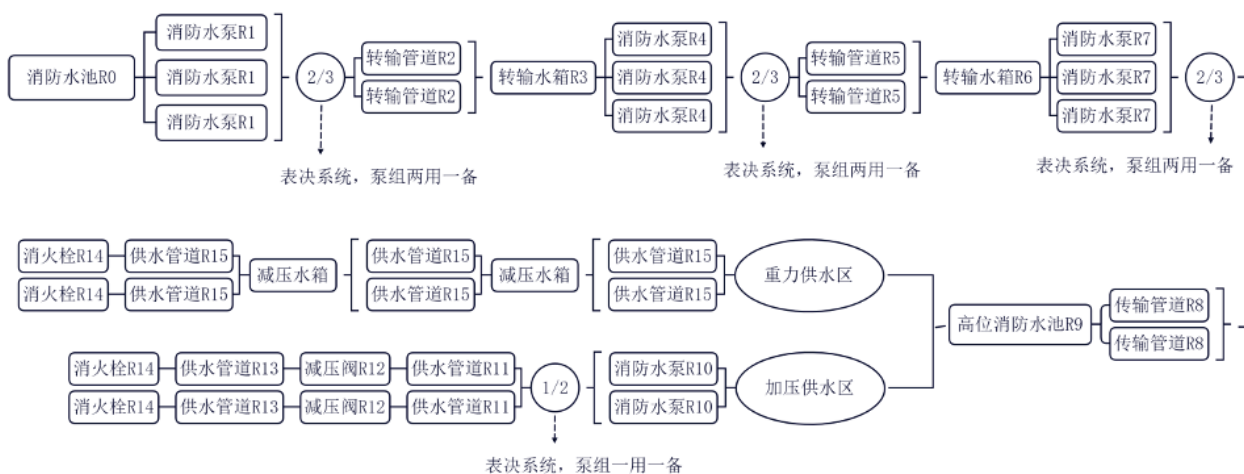 消防水池R0
消防水泵R1
消防水泵R1
消防水泵R1
2/3
转输管道R2
转输管道R2
转输水箱R3
消防水泵R4
消防水泵R4
消防水泵R4
2/3
转输管道R5
转输管道R5
转输水箱R6
消防水泵R7
消防水泵R7
消防水泵R7
2/3
表决系统，泵组两用一备
表决系统，泵组两用一备
表决系统，泵组两用一备
消火栓R14
供水管道R15
消火栓R14
供水管道R15
减压水箱
供水管道R15
供水管道R15
减压水箱
供水管道R15
供水管道R15
重力供水区
高位消防水池R9
传输管道R8
传输管道R8
消火栓R14
供水管道R13
减压阀R12
供水管道R11
消火栓R14
供水管道R13
减压阀R12
供水管道R11
1/2
消防水泵R10
消防水泵R10
加压供水区
表决系统，泵组一用一备